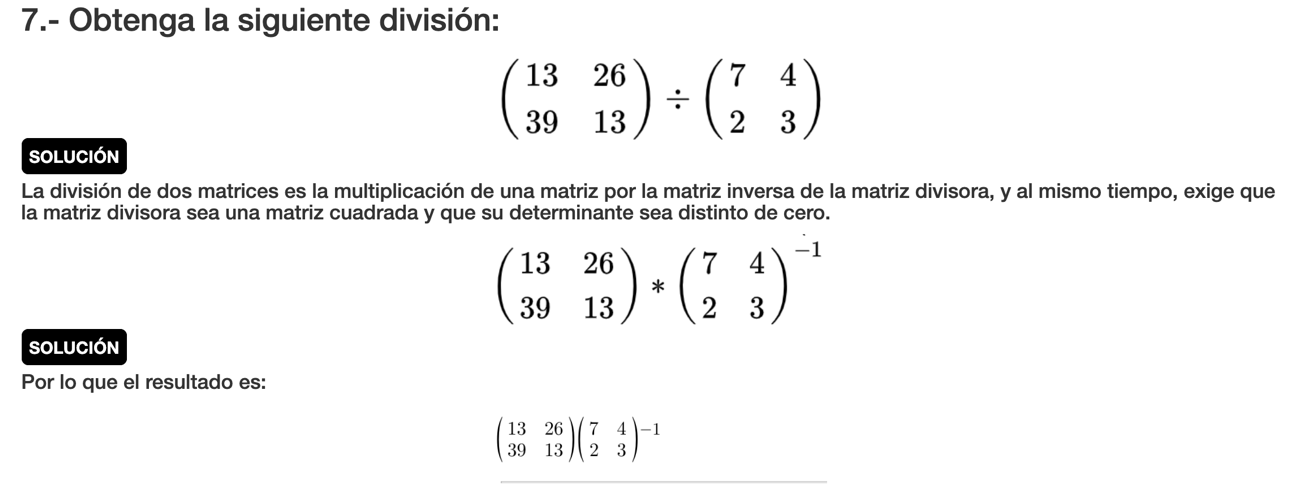 7.- Obtenga la siguiente división:
( 13 26 ) ÷ ( 7 4 )
( 39 13 ) ( 2 3 )
SOLUCIÓN
La división de dos matrices es la multiplicación de una matriz por la matriz inversa de la matriz divisora, y al mismo tiempo, exige que
la matriz divisora sea una matriz cuadrada y que su determinante sea distinto de cero.
( 13 26 ) * ( 7 4 ) −1
( 39 13 ) ( 2 3 )
SOLUCIÓN
Por lo que el resultado es:
( 13 26 ) ( 7 4 ) −1
( 39 13 ) ( 2 3 )